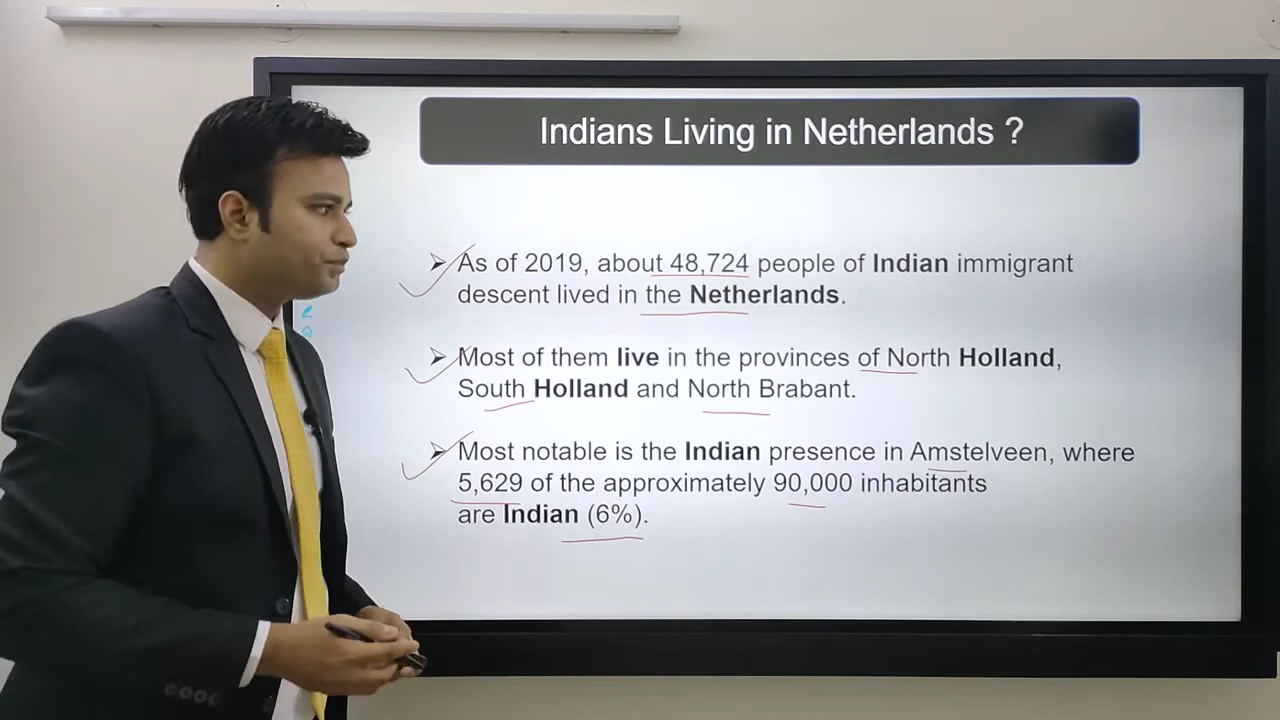 Indians Living in Netherlands ?
➢ As of 2019, about 48,724 people of Indian immigrant
descent lived in the Netherlands.
➢ Most of them live in the provinces of North Holland,
South Holland and North Brabant.
➢ Most notable is the Indian presence in Amstelveen, where
5,629 of the approximately 90,000 inhabitants
are Indian (6%).